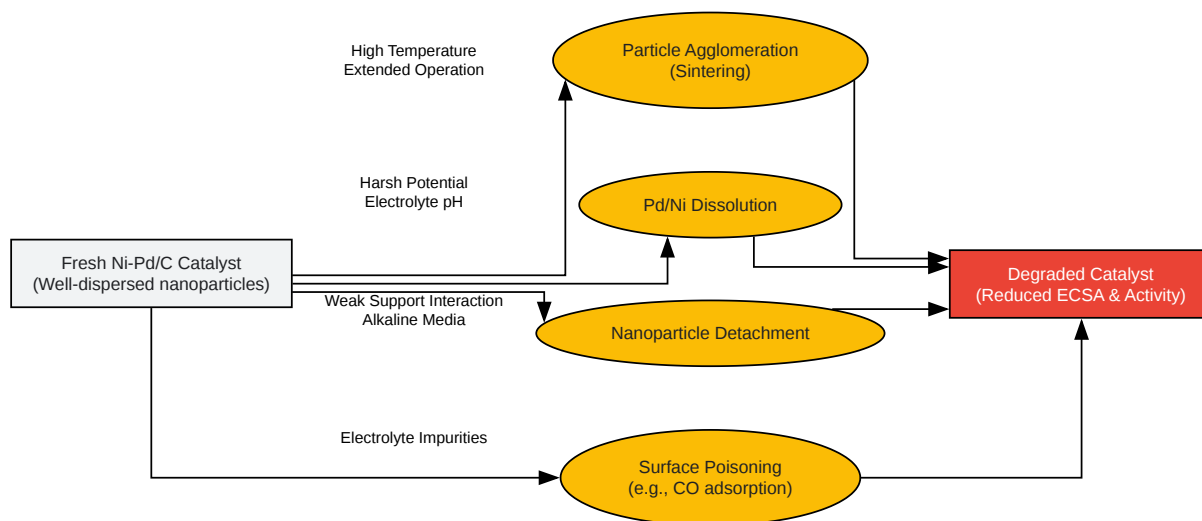 High Temperature
Extended Operation
Particle Agglomeration
(Sintering)
Harsh Potential
Electrolyte pH
Pd/Ni Dissolution
Fresh Ni-Pd/C Catalyst
(Well-dispersed nanoparticles)
Weak Support Interaction
Alkaline Media
Nanoparticle Detachment
Degraded Catalyst
(Reduced ECSA & Activity)
Electrolyte Impurities
Surface Poisoning
(e.g., CO adsorption)